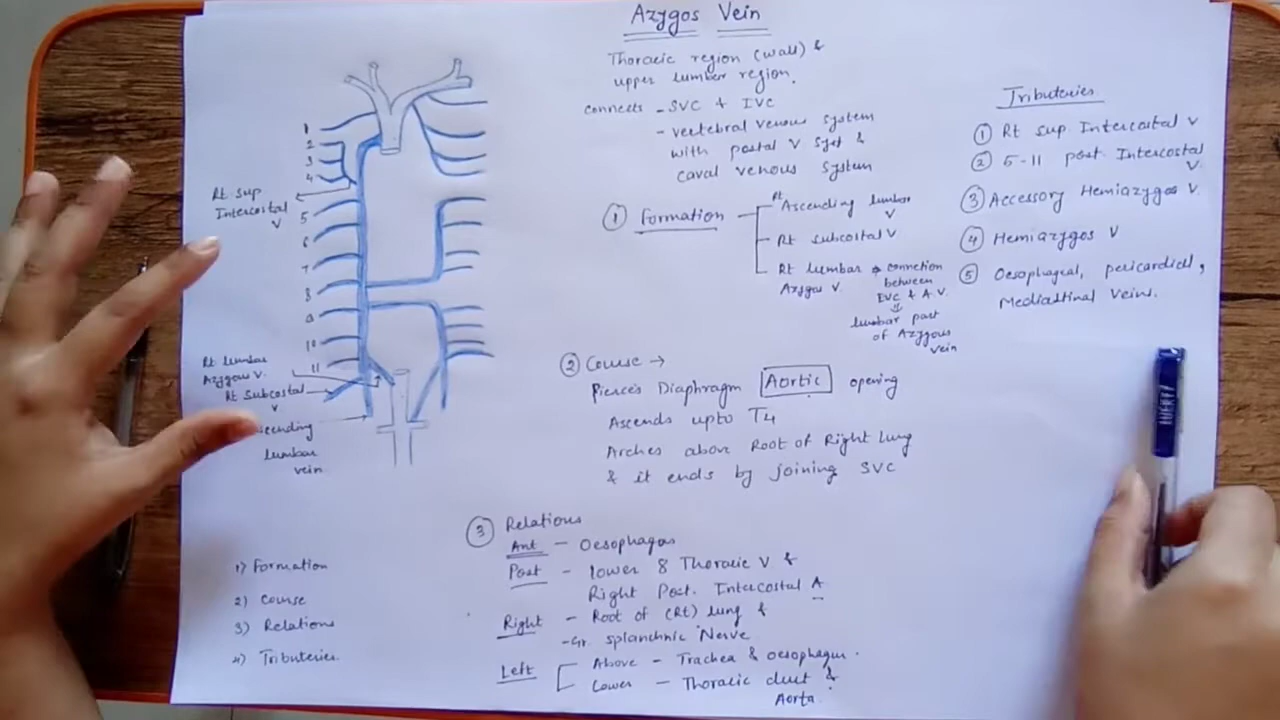 Azygos Vein
Thoracic region (wall) &
upper lumbar region.
connects - SVC & IVC
- vertebral venous system
with portal V syst &
caval venous system
① Formation
Rt Ascending lumbar
V
Rt subcostal V
Rt lumbar
Azygos V.
connection
between
IVC & A.V.
lumbar part
of Azygous
vein
② Course →
Pierces Diaphragm Aortic opening
Ascends upto T4
Arches above Root of Right lung
& it ends by joining SVC
③ Relations
Ant - Oesophagus
Post - lower 8 Thoracic V &
Right Post. Intercostal A
Right - Root of (Rt) lung &
- Gr. splanchnic Nerve
Left
Above - Trachea & oesophagus.
Lower - Thoracic duct &
Aorta.
Tributeries
① Rt sup. Intercostal V
② 5-11 post. Intercostal
V.
③ Accessory Hemiazygos V.
④ Hemiazygos V
⑤ Oesophageal, pericardial,
Mediastinal Veins.
1
2
3
4
Rt sup
Intercostal
V
5
6
7
8
9
10
11
Rt lumbar
Azygous V.
Rt Subcostal
V
cending
lumbar
vein
1) Formation
2) Course
3) Relations
4) Tributeries.